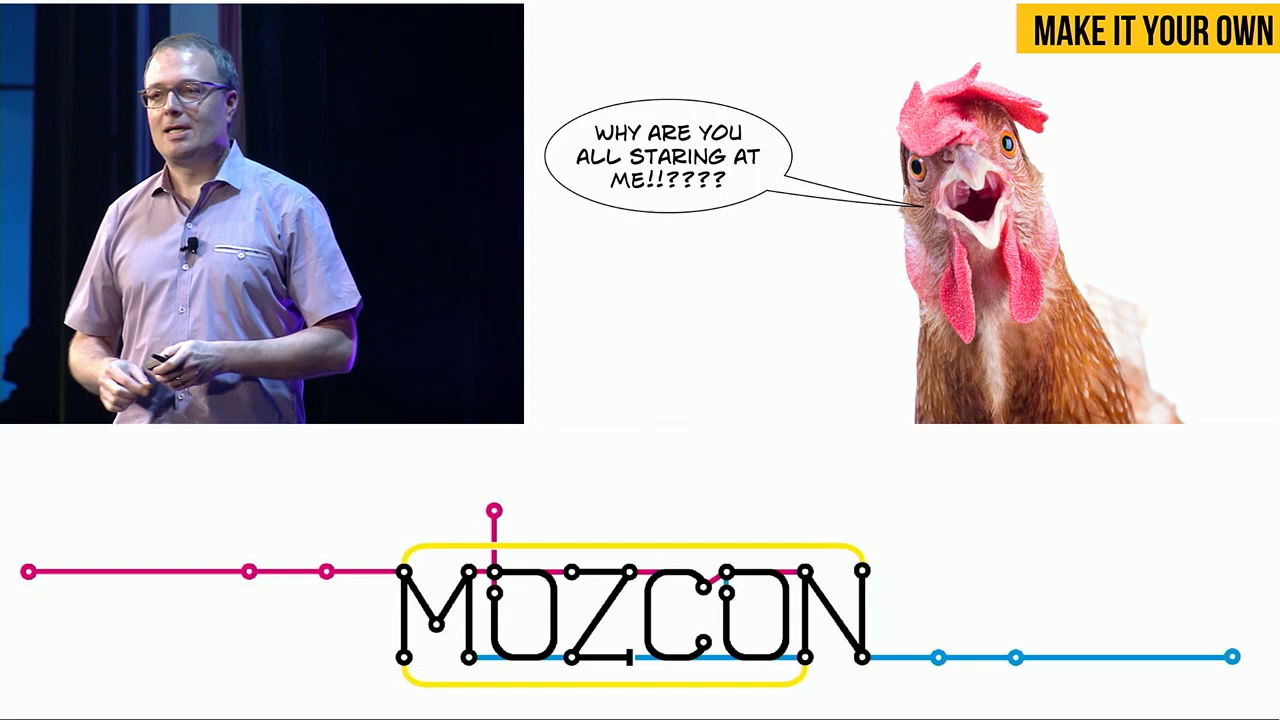 MAKE IT YOUR OWN
WHY ARE YOU
ALL STARING AT
ME!!????
MOZCON